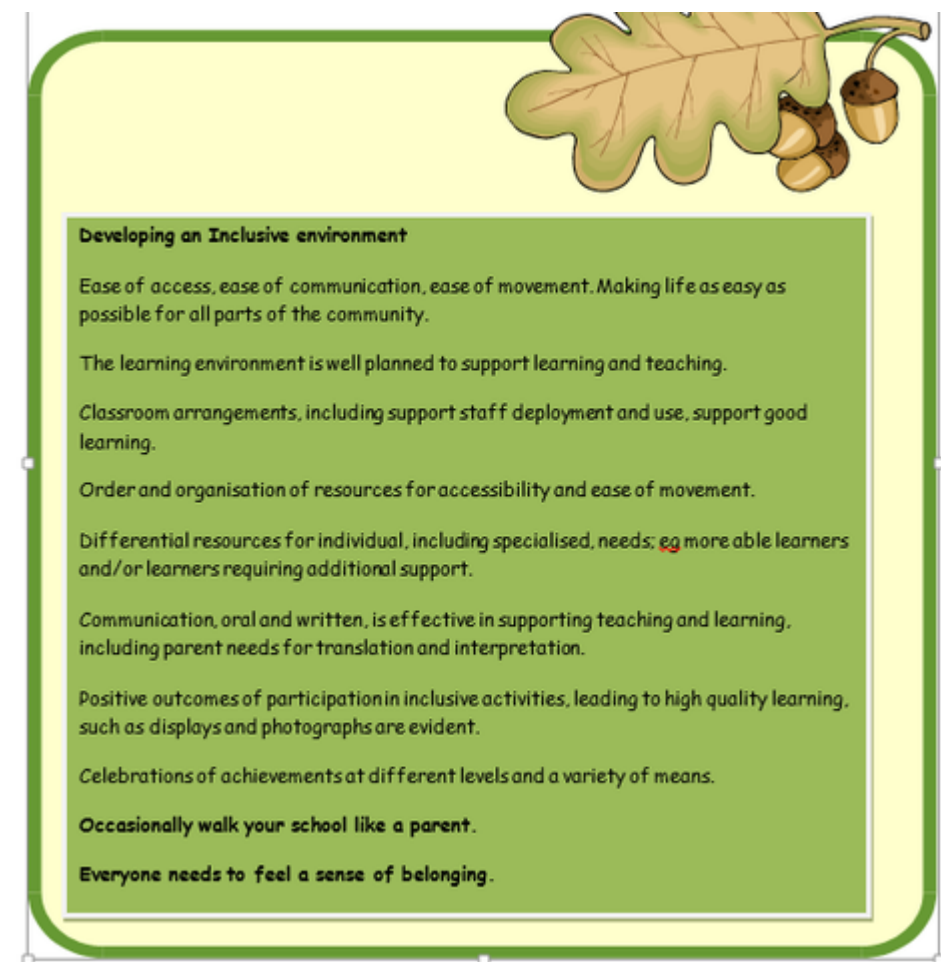 Developing an Inclusive environment
Ease of access, ease of communication, ease of movement. Making life as easy as
possible for all parts of the community.
The learning environment is well planned to support learning and teaching.
Classroom arrangements, including support staff deployment and use, support good
learning.
Order and organisation of resources for accessibility and ease of movement.
Differential resources for individual, including specialised, needs; eg more able learners
and/or learners requiring additional support.
Communication, oral and written, is effective in supporting teaching and learning,
including parent needs for translation and interpretation.
Positive outcomes of participation in inclusive activities, leading to high quality learning,
such as displays and photographs are evident.
Celebrations of achievements at different levels and a variety of means.
Occasionally walk your school like a parent.
Everyone needs to feel a sense of belonging.